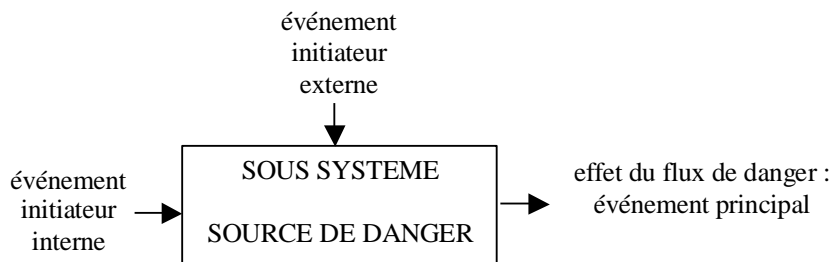 événement
initiateur
externe
événement
initiateur
interne
SOUS SYSTEME
SOURCE DE DANGER
effet du flux de danger :
événement principal